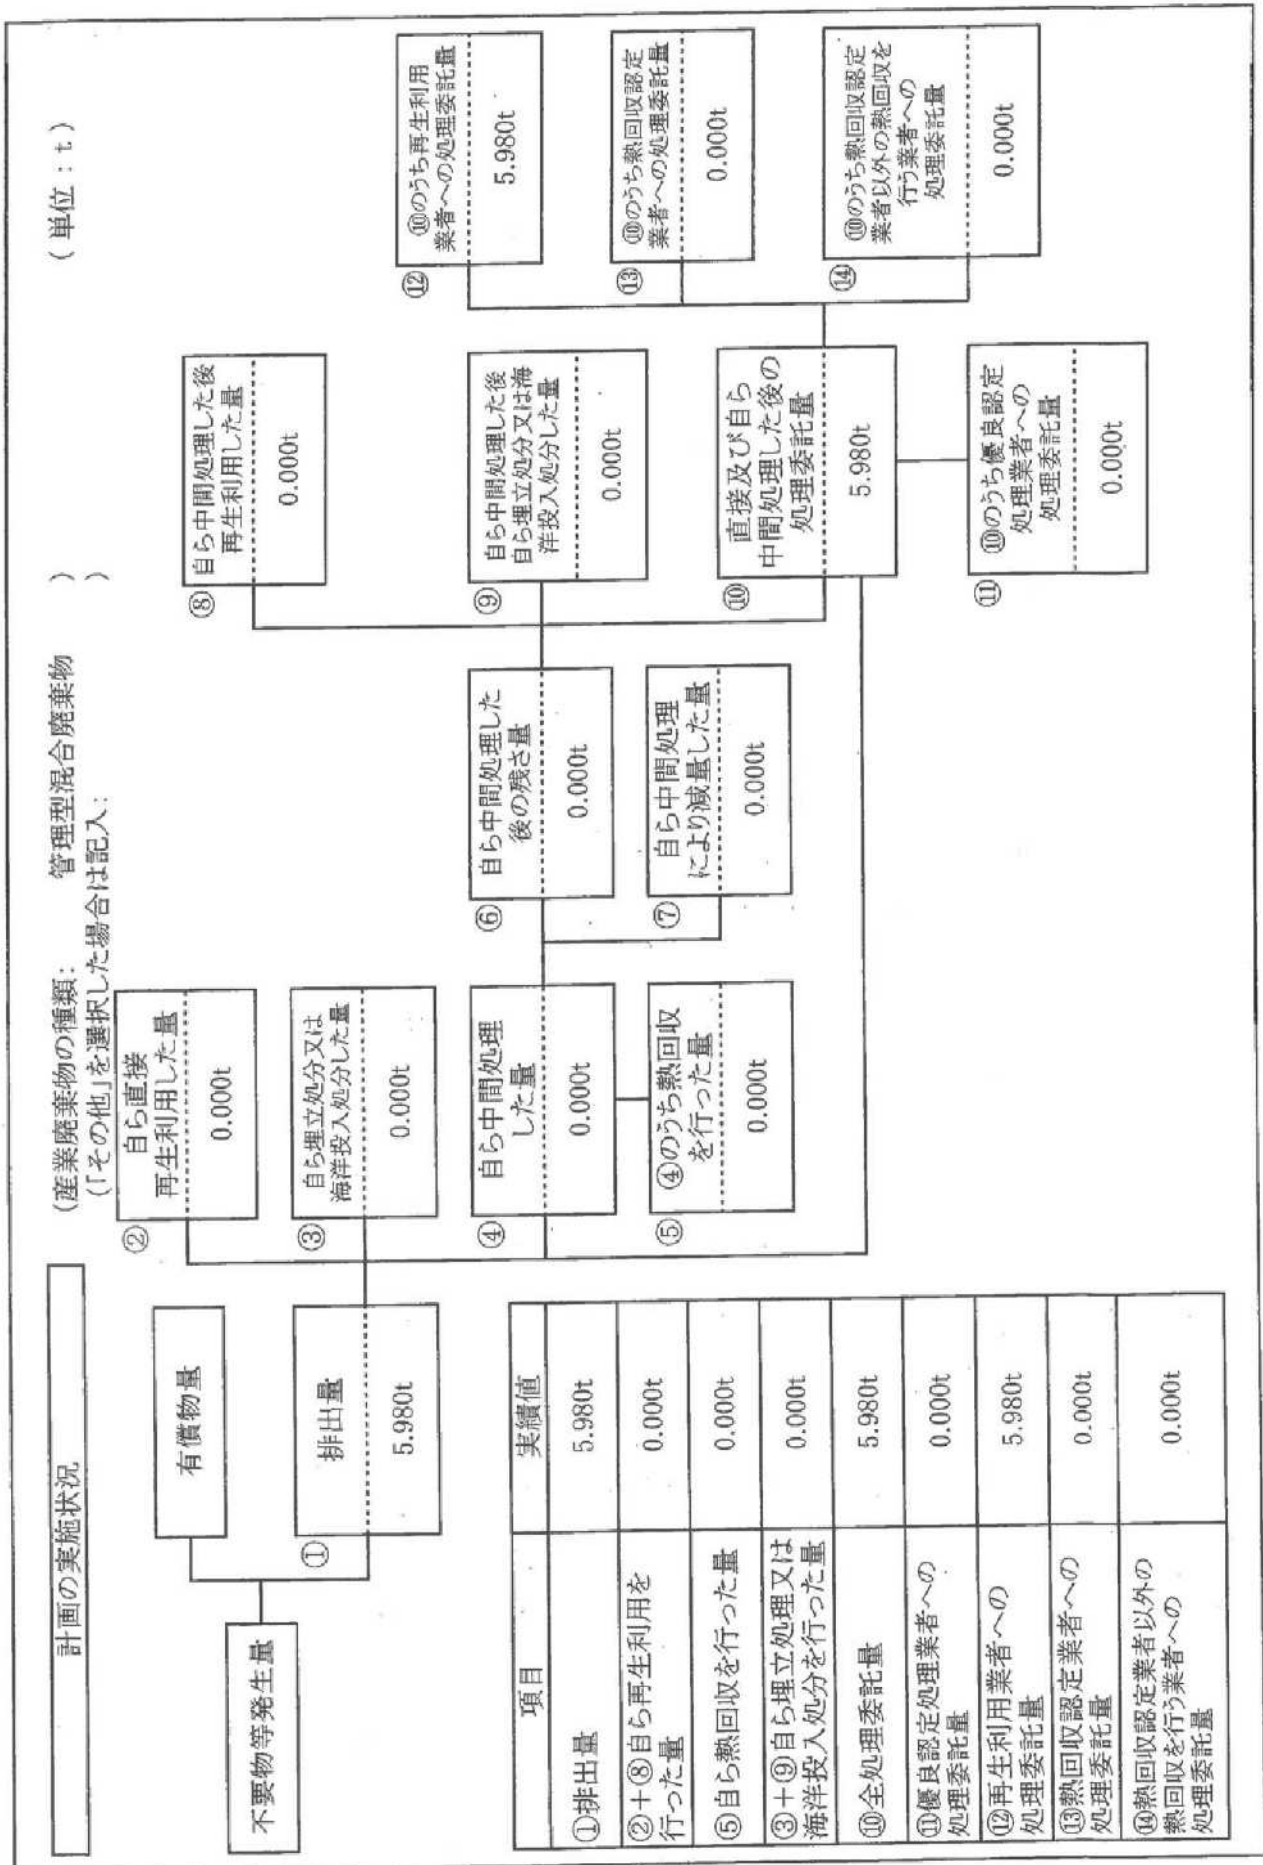 計画の実施状況
(産業廃棄物の種類: 管理型混合廃棄物 )
(「その他」を選択した場合は記入: )
(単位:t)
不要物等発生量
有償物量
①
排出量
5.980t
②
自ら直接
再生利用した量
0.000t
③
自ら埋立処分又は
海洋投入処分した量
0.000t
④
自ら中間処理
した量
0.000t
⑤
④のうち熱回収
を行った量
0.000t
⑥
自ら中間処理した
後の残さ量
0.000t
⑦
自ら中間処理
により減量した量
0.000t
⑧
自ら中間処理した後
再生利用した量
0.000t
⑨
自ら中間処理した後
自ら埋立処分又は海
洋投入処分した量
0.000t
⑩
直接及び自ら
中間処理した後の
処理委託量
5.980t
⑪
⑩のうち優良認定
処理業者への
処理委託量
0.000t
⑫
⑩のうち再生利用
業者への処理委託量
5.980t
⑬
⑩のうち熱回収認定
業者への処理委託量
0.000t
⑭
⑩のうち熱回収認定
業者以外の熱回収を
行う業者への
処理委託量
0.000t
項目 実績値
①排出量 5.980t
②+⑧自ら再生利用を
行った量 0.000t
⑤自ら熱回収を行った量 0.000t
③+⑨自ら埋立処理又は
海洋投入処分を行った量 0.000t
⑩全処理委託量 5.980t
⑪優良認定処理業者への
処理委託量 0.000t
⑫再生利用業者への
処理委託量 5.980t
⑬熱回収認定業者への
処理委託量 0.000t
⑭熱回収認定業者以外の
熱回収を行う業者への
処理委託量 0.000t